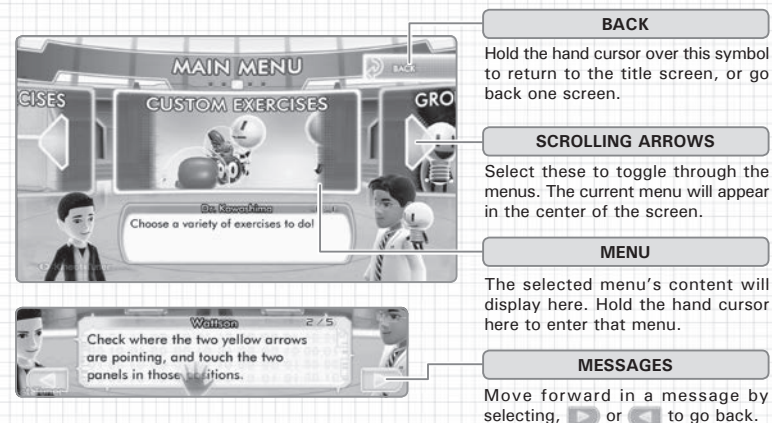 MAIN MENU
BACK
CISES
CUSTOM EXERCISES
GRO
Dr. Kawashima
Choose a variety of exercises to do!
Wattson
2/5
Check where the two yellow arrows
are pointing, and touch the two
panels in those positions.
BACK
Hold the hand cursor over this symbol
to return to the title screen, or go
back one screen.
SCROLLING ARROWS
Select these to toggle through the
menus. The current menu will appear
in the center of the screen.
MENU
The selected menu's content will
display here. Hold the hand cursor
here to enter that menu.
MESSAGES
Move forward in a message by
selecting, or to go back.